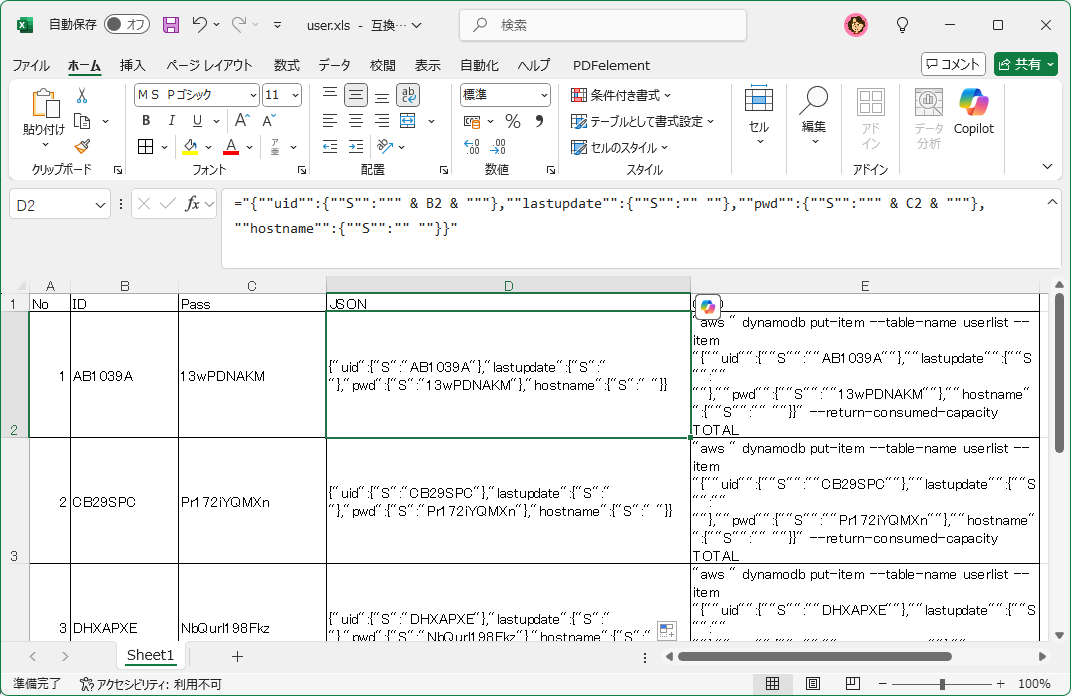 自動保存 オフ user.xls - 互換… 検索
ファイル ホーム 挿入 ページ レイアウト 数式 データ 校閲 表示 自動化 ヘルプ PDFelement コメント 共有
貼り付け MS Pゴシック 11 標準 条件付き書式 セル 編集 アドイン データ分析 Copilot
B I U A A A % 9 テーブルとして書式設定
セルのスタイル
クリップボード フォント 配置 数値 スタイル アドイン
D2 fx ="{""uid"":{""S"":""" & B2 & """},""lastupdate"":{""S"":"" ""},""pwd"":{""S"":""" & C2 & """},
""hostname"":{""S"":"" ""}}"
A B C D E
1 No ID Pass JSON
2 1 AB1039A 13wPDNAKM
{"uid":{"S":"AB1039A"},"lastupdate":{"S":"
"},"pwd":{"S":"13wPDNAKM"},"hostname":{"S":" "}}
"aws " dynamodb put-item --table-name userlist --
item
"{""uid"":{""S"":""AB1039A""},""lastupdate"":{""S
"":""
""},""pwd"":{""S"":""13wPDNAKM""},""hostname"
":{""S"":"" ""}}" --return-consumed-capacity
TOTAL
3 2 CB29SPC Pr172iYQMXn
{"uid":{"S":"CB29SPC"},"lastupdate":{"S":"
"},"pwd":{"S":"Pr172iYQMXn"},"hostname":{"S":" "}}
"aws " dynamodb put-item --table-name userlist --
item
"{""uid"":{""S"":""CB29SPC""},""lastupdate"":{""S
"":""
""},""pwd"":{""S"":""Pr172iYQMXn""},""hostname"
":{""S"":"" ""}}" --return-consumed-capacity
TOTAL
3 DHXAPXE NbQurl198Fkz
{"uid":{"S":"DHXAPXE"},"lastupdate":{"S":"
"},"pwd":{"S":"NbQurl198Fkz"},"hostname":{"S":"
"aws " dynamodb put-item --table-name userlist --
item
"{""uid"":{""S"":""DHXAPXE""},""lastupdate"":{""S
"":""
Sheet1
準備完了 アクセシビリティ: 利用不可 100%